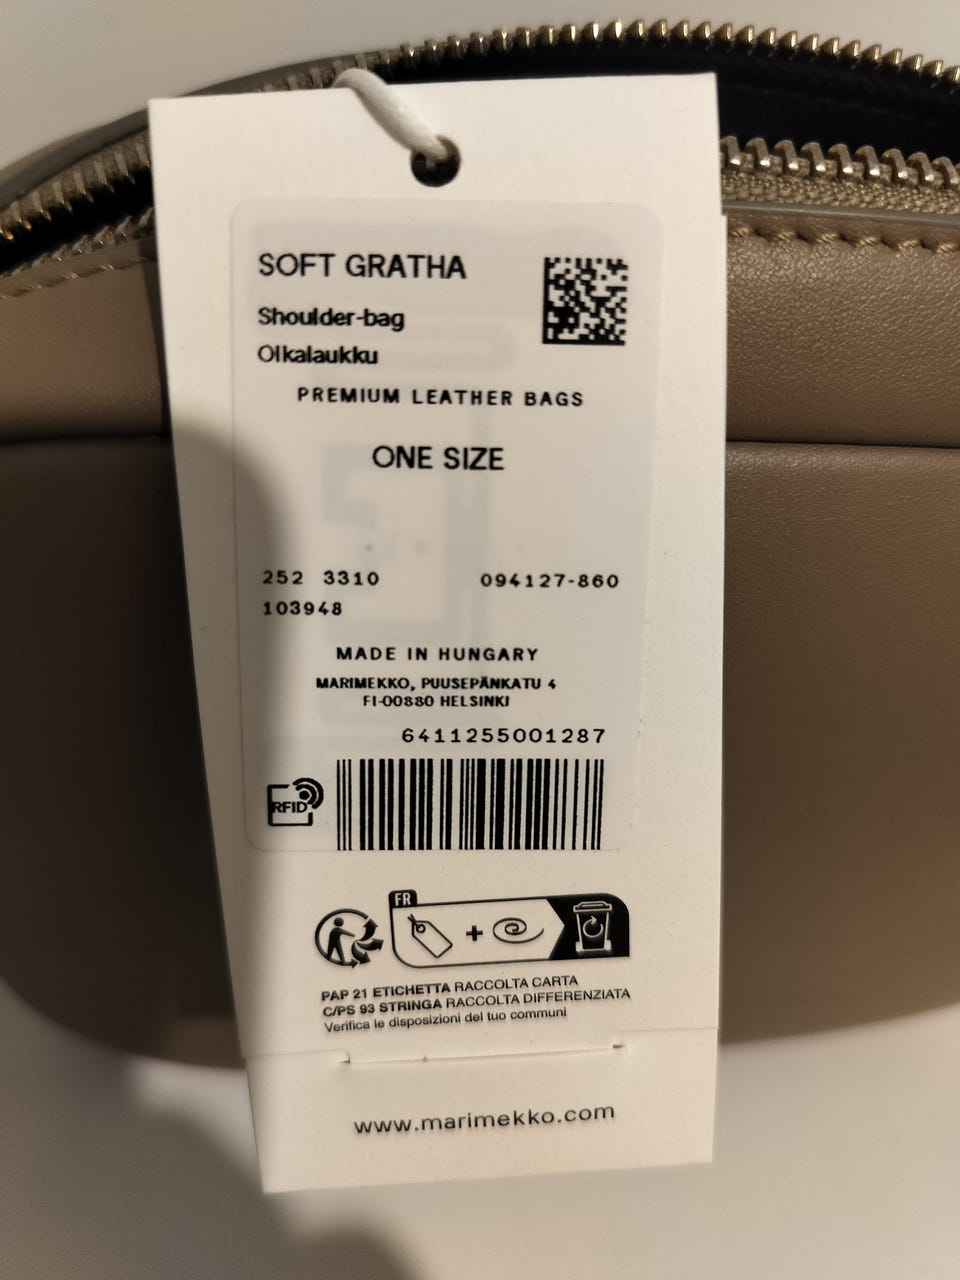 SOFT GRATHA
Shoulder-bag
Olkalaukku
PREMIUM LEATHER BAGS
ONE SIZE
252 3310 094127-860
103948
MADE IN HUNGARY
MARIMEKKO, PUUSEPÄNKATU 4
FI-00880 HELSINKI
6411255001287
RFID
FR
PAP 21 ETICHETTA RACCOLTA CARTA
C/PS 93 STRINGA RACCOLTA DIFFERENZIATA
Verifica le disposizioni del tuo communi
www.marimekko.com